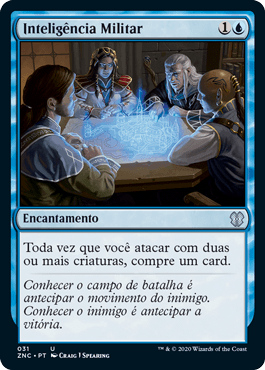 Inteligência Militar 1
Encantamento
Toda vez que você atacar com duas
ou mais criaturas, compre um card.
Conhecer o campo de batalha é
antecipar o movimento do inimigo.
Conhecer o inimigo é antecipar a
vitória.
031 U
ZNC • PT Craig J Spearing
™ & © 2020 Wizards of the Coast